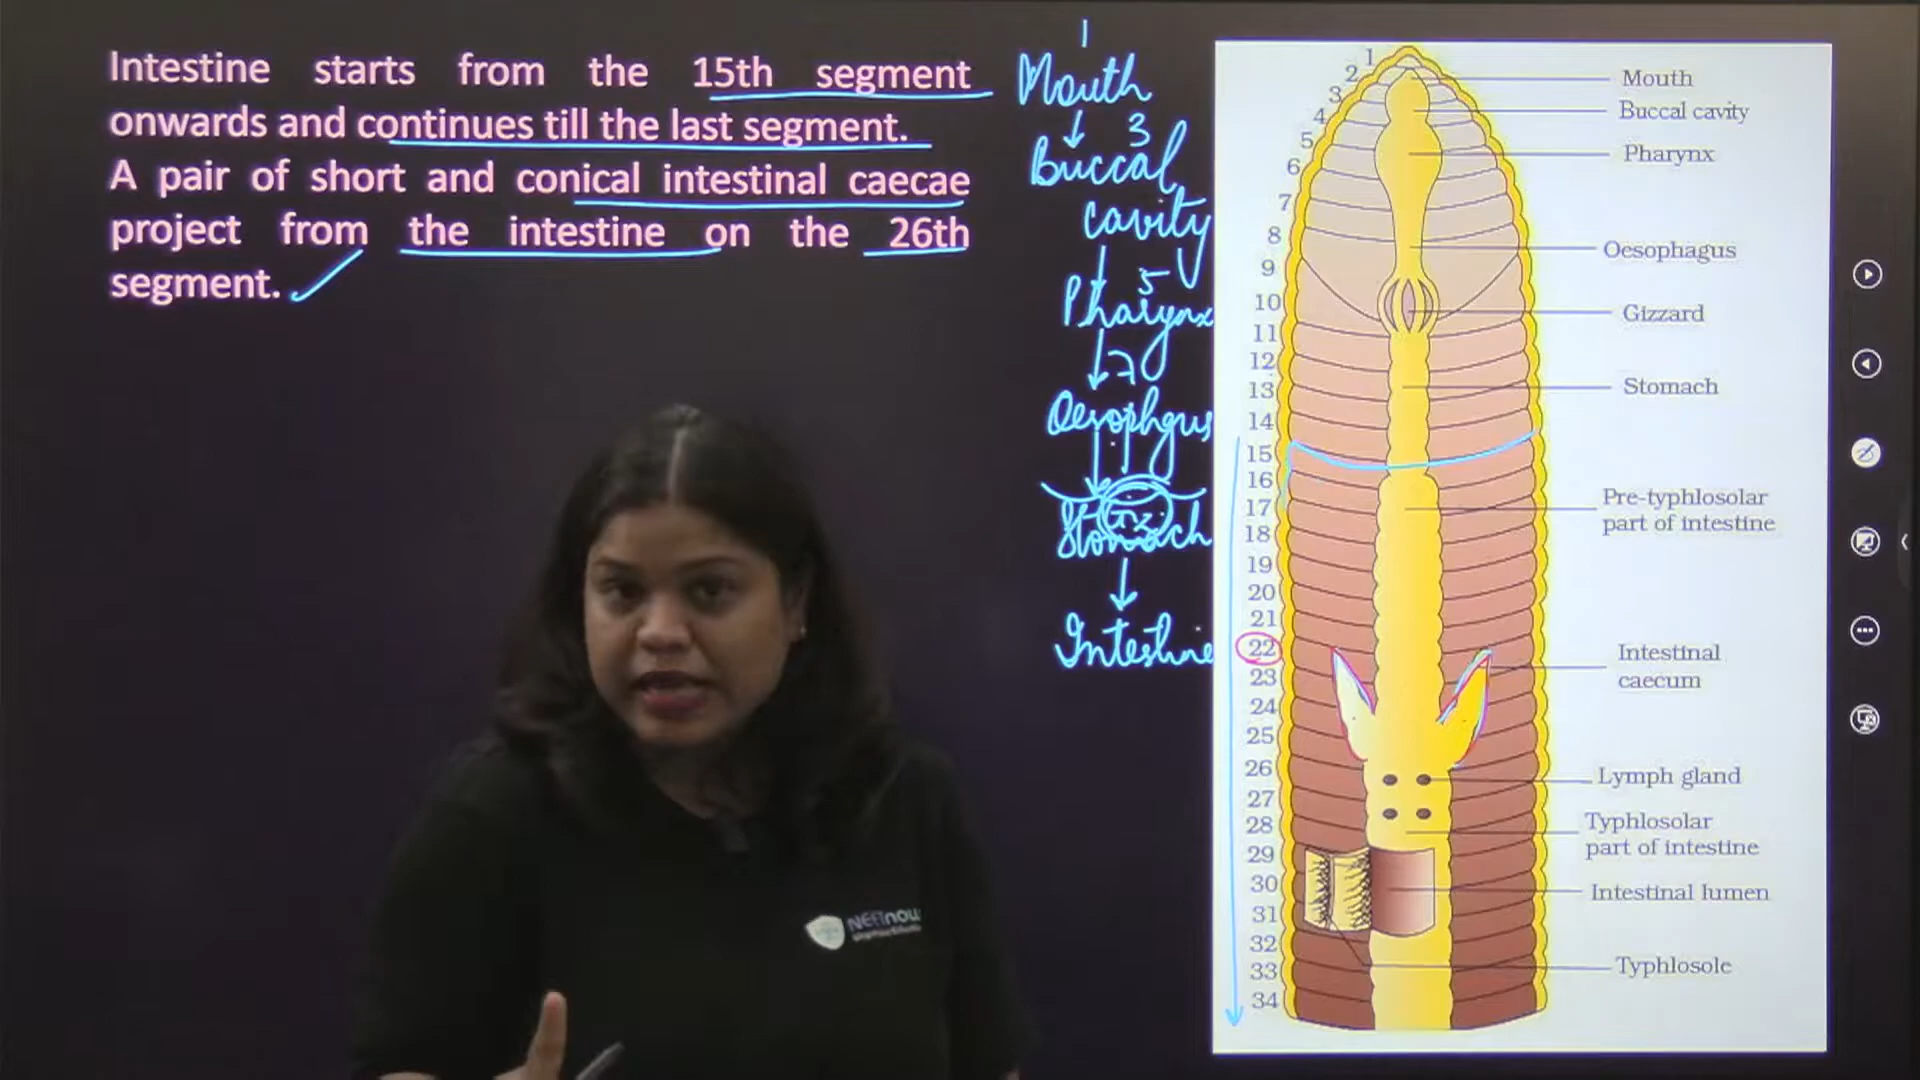 Intestine starts from the 15th segment
onwards and continues till the last segment.
A pair of short and conical intestinal caecae
project from the intestine on the 26th
segment.
1
Mouth
3
Buccal
cavity
5
Pharynx
7
Oesophgus
Stomach
Intestine
1
2
3
4
5
6
7
8
9
10
11
12
13
14
15
16
17
18
19
20
21
22
23
24
25
26
27
28
29
30
31
32
33
34
Mouth
Buccal cavity
Pharynx
Oesophagus
Gizzard
Stomach
Pre-typhlosolar
part of intestine
Intestinal
caecum
Lymph gland
Typhlosolar
part of intestine
Intestinal lumen
Typhlosole
NEETNOW